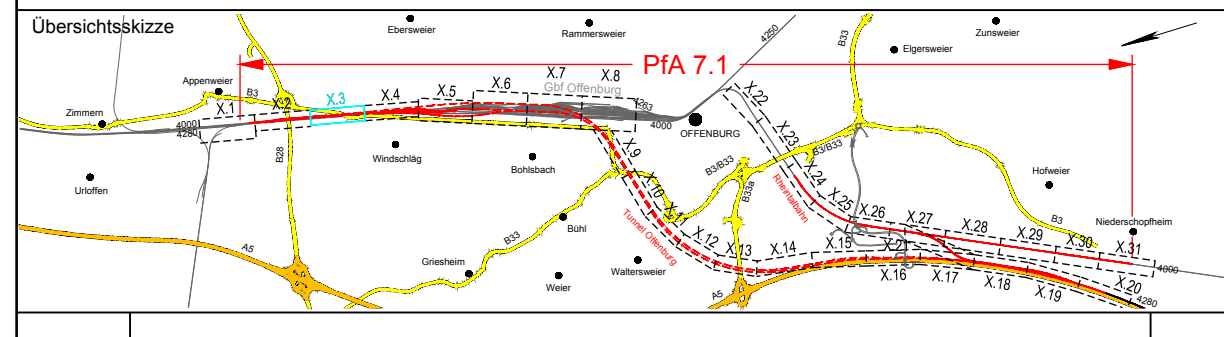 Übersichtsskizze
Ebersweier
Rammersweier
4250
Zunsweier
B33
Elgersweier
PfA 7.1
Appenweier
B3
Zimmern
X.1
X.2
X.3
X.4
X.5
X.6
X.7
X.8
Gbf Offenburg
4263
4000
4280
4000
OFFENBURG
X.22
X.23
X.24
X.25
X.26
X.27
X.28
X.29
X.30
X.31
B28
Windschläg
Bohlsbach
Urloffen
X.9
X.10
X.11
X.12
X.13
X.14
X.15
X.21
X.16
X.17
X.18
X.19
X.20
B3/B33
B3/B33
B33a
Rheintalbahn
Tunnel Offenburg
Hofweier
B3
Niederschopfheim
4000
4280
A5
Griesheim
B33
Bühl
Weier
Waltersweier
A5